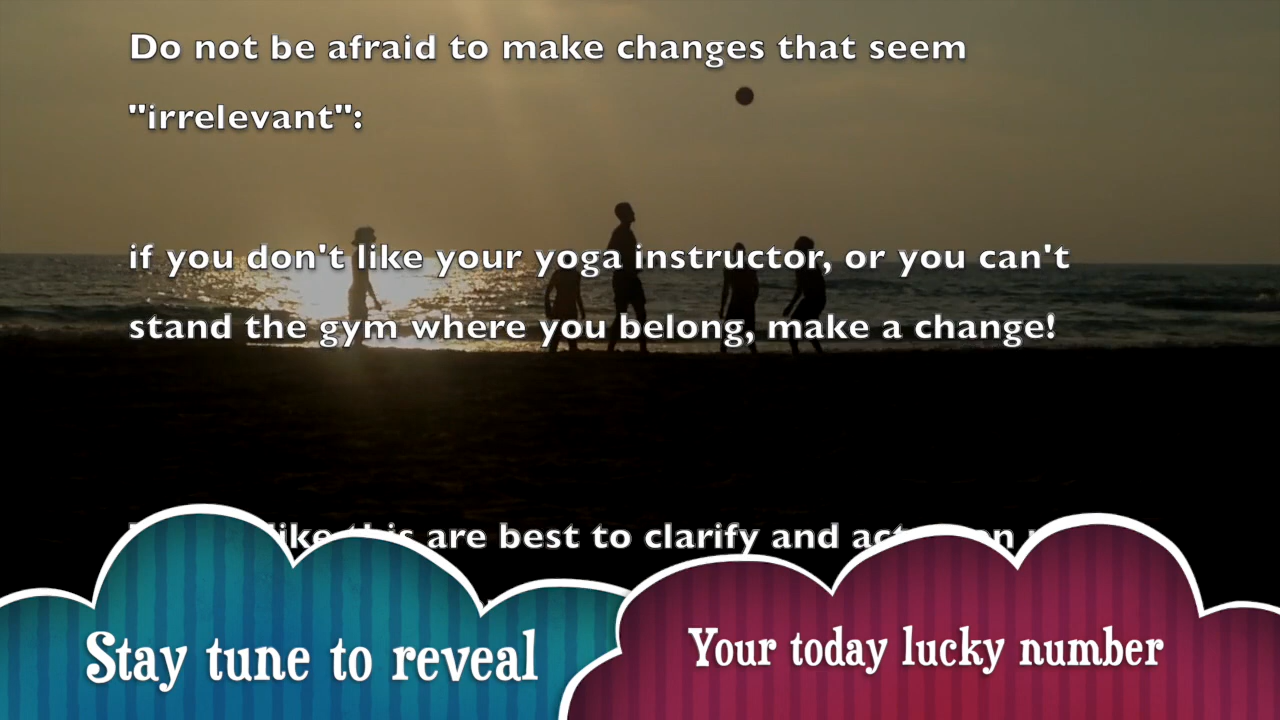 Do not be afraid to make changes that seem
"irrelevant":
if you don't like your yoga instructor, or you can't
stand the gym where you belong, make a change!
like this are best to clarify and
Stay tune to reveal
Your today lucky number